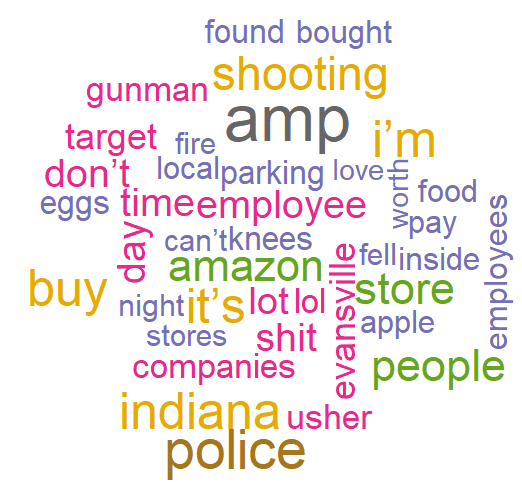 found bought
shooting
gunman
amp
target
fire
i’m
don’t
local
parking
love
worth
food
eggs
time
employee
pay
day
can’t
knees
employees
amazon
evansville
fell
inside
buy
night
it’s
lot
lol
store
stores
shit
apple
companies
people
indiana
usher
police